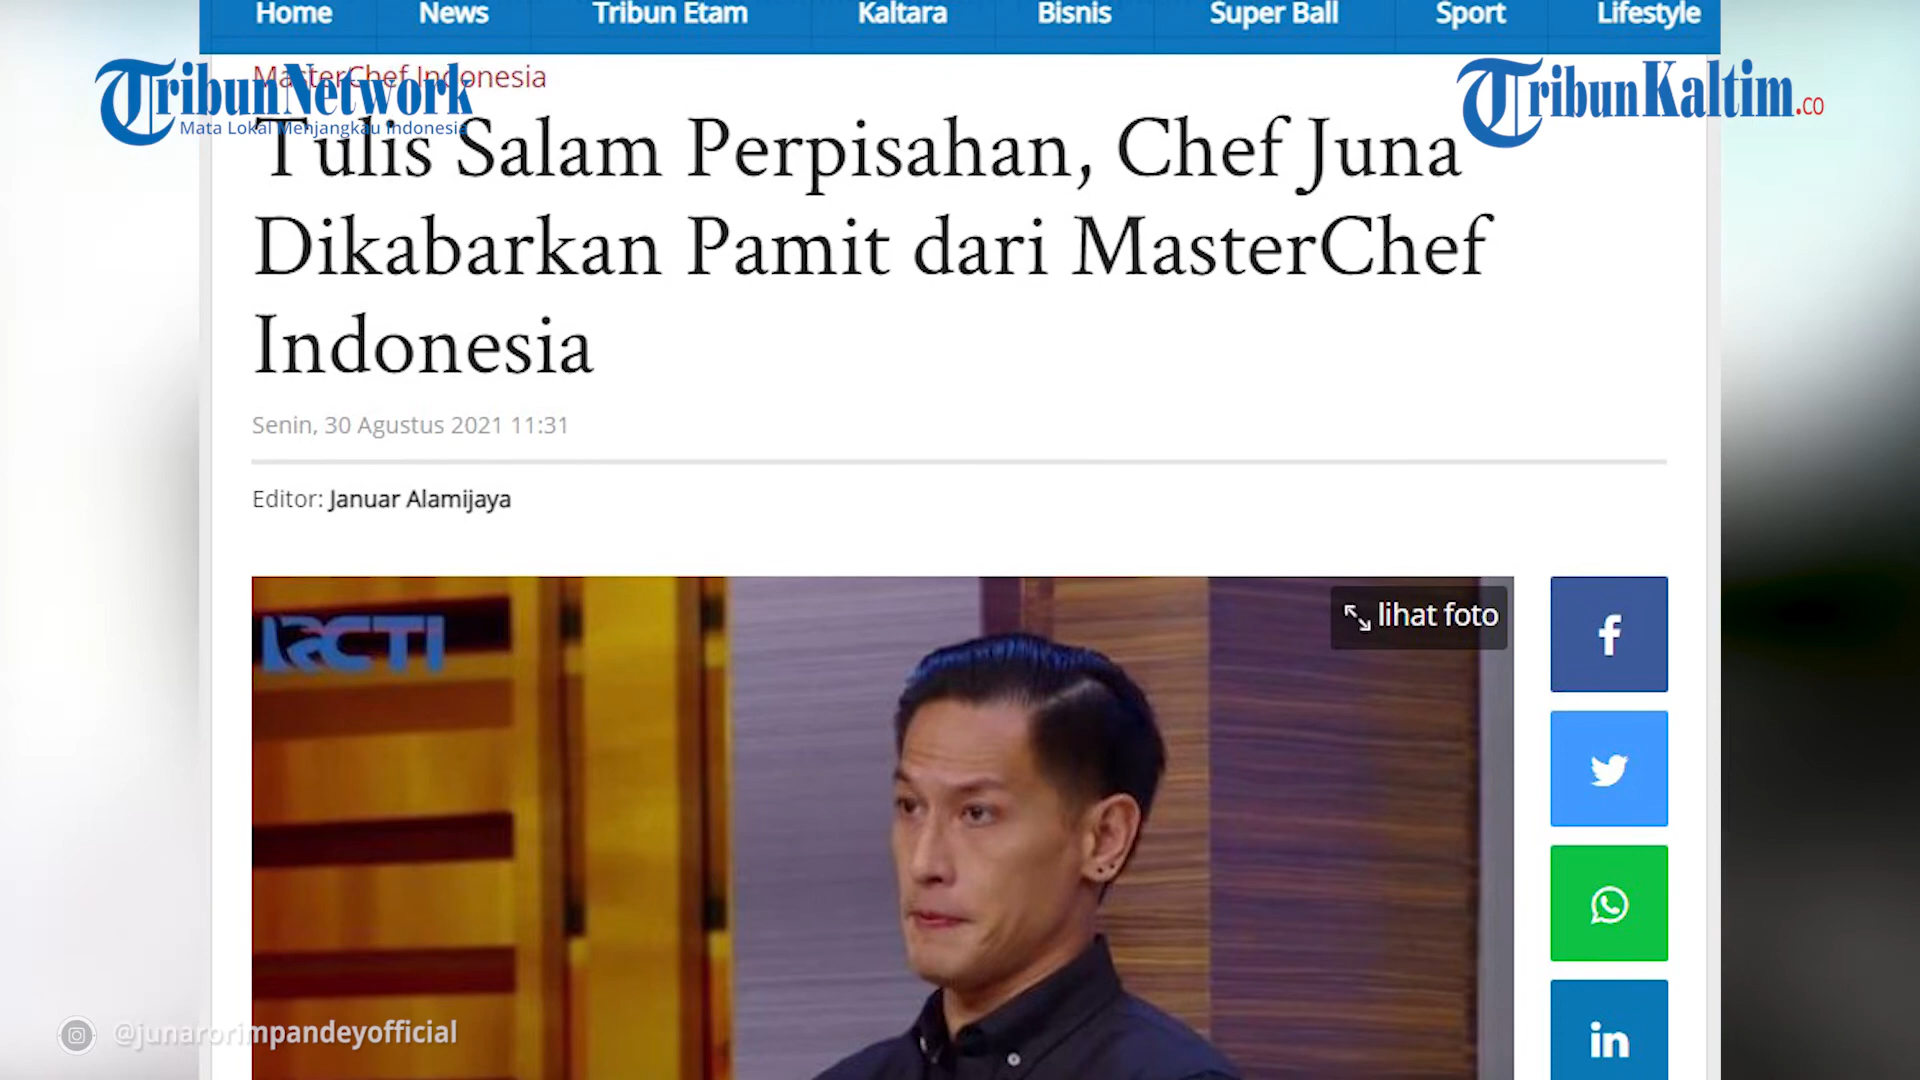 Home News Tribun Etam Kaltara Bisnis Super Ball Sport Lifestyle
MasterChef Indonesia
TribunNetwork
Mata Lokal Menjangkau Indonesia
TribunKaltim.co
Tulis Salam Perpisahan, Chef Juna
Dikabarkan Pamit dari MasterChef
Indonesia
Senin, 30 Agustus 2021 11:31
Editor: Januar Alamijaya
RCTI
lihat foto
f
in
@junarorimpandeyofficial